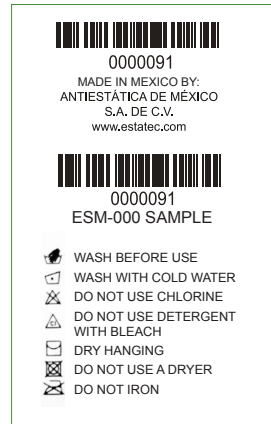 0000091
MADE IN MEXICO BY:
ANTIESTÁTICA DE MÉXICO
S.A. DE C.V.
www.estatec.com
0000091
ESM-000 SAMPLE
WASH BEFORE USE
WASH WITH COLD WATER
DO NOT USE CHLORINE
DO NOT USE DETERGENT
WITH BLEACH
DRY HANGING
DO NOT USE A DRYER
DO NOT IRON